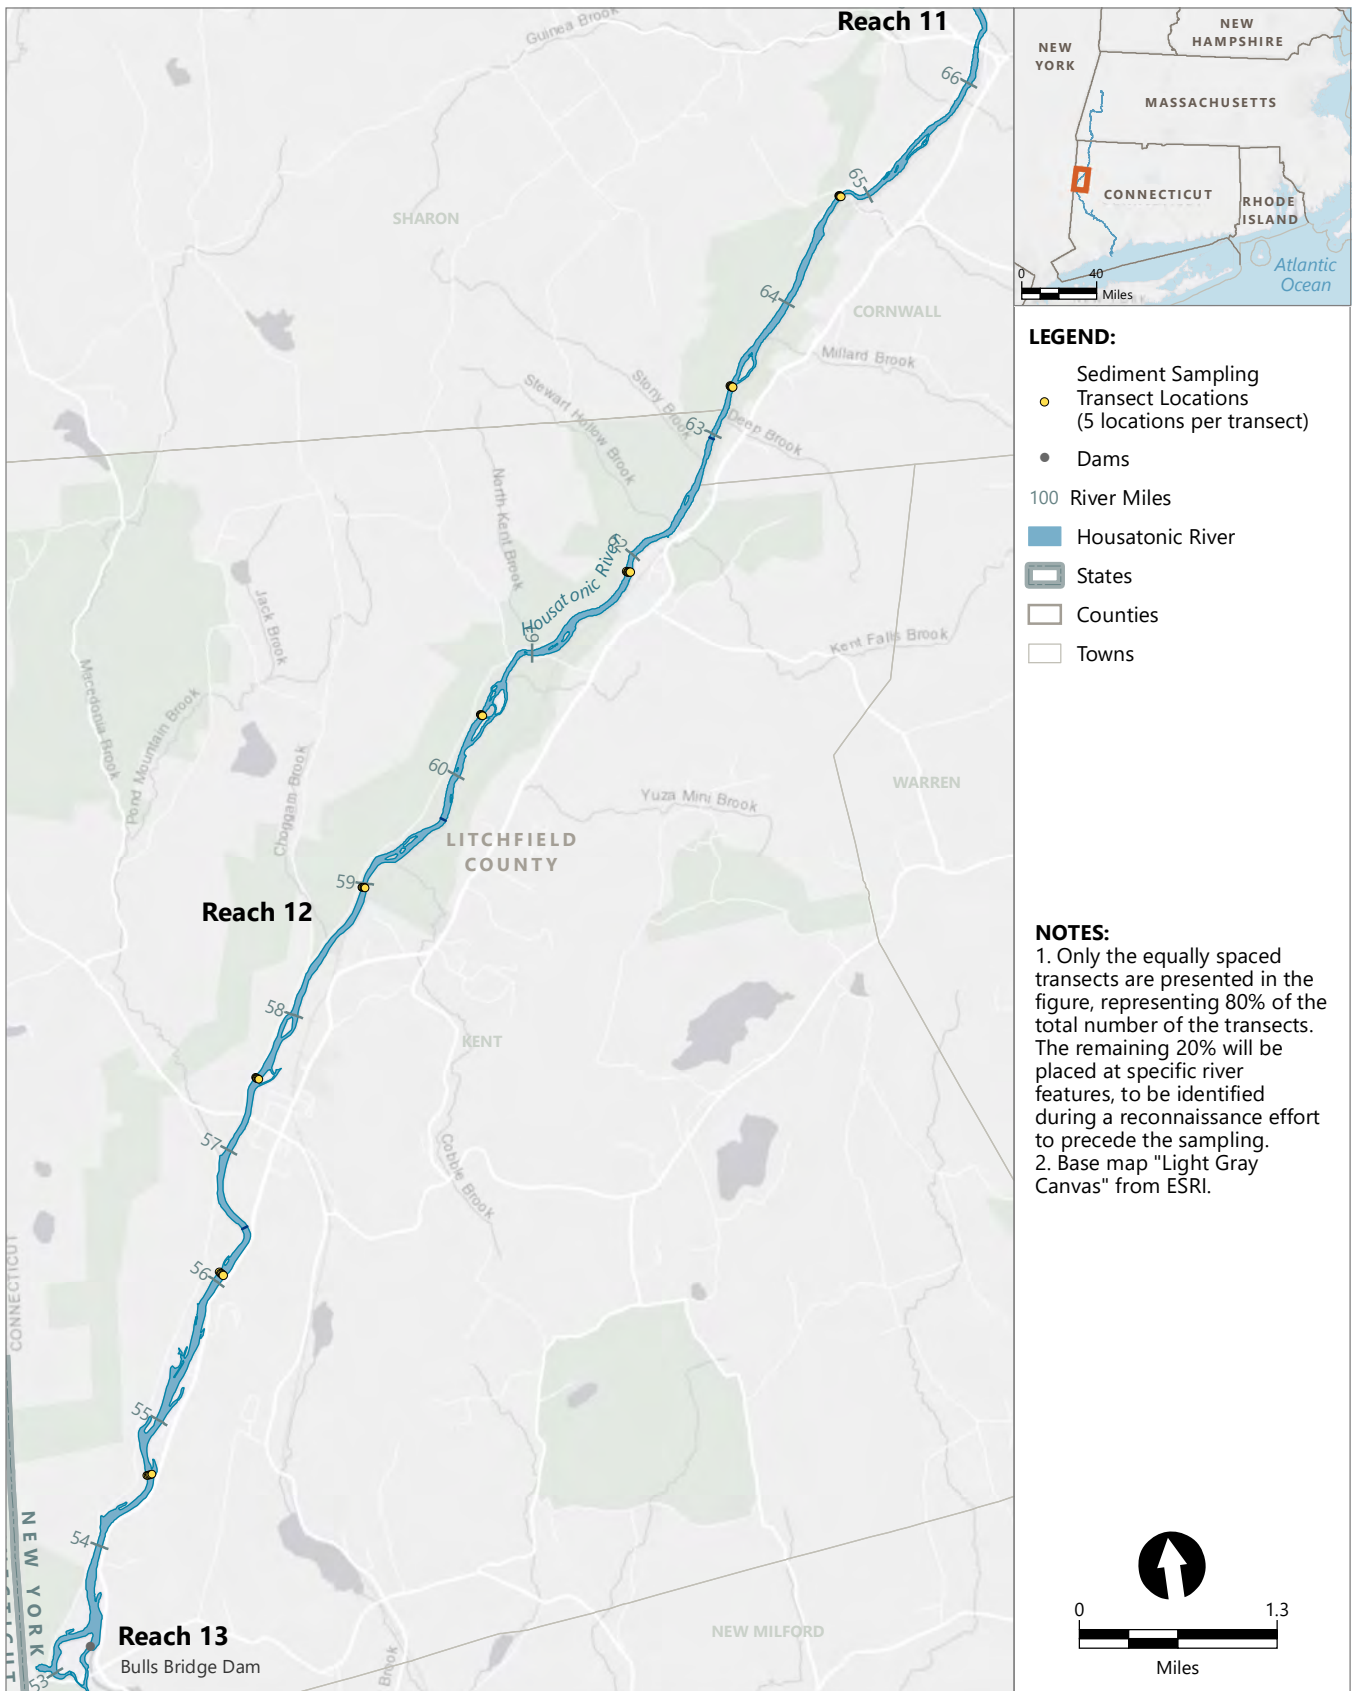 Reach 11
Guinea Brook
66
65
SHARON
64
CORNWALL
Millard Brook
Stony Brook
Stewart Hollow Brook
Deep Brook
63
North Kent Brook
62
Housatonic River
61
Jack Brook
Kent Falls Brook
Macedonia Brook
Pond Mountain Brook
60
Choggam Brook
WARREN
Yuza Mini Brook
LITCHFIELD
COUNTY
59
Reach 12
58
KENT
57
Cobble Brook
56
CONNECTICUT
55
54
NEW YORK
Reach 13
Bulls Bridge Dam
NEW MILFORD
Brook
53
NEW
YORK
NEW
HAMPSHIRE
MASSACHUSETTS
CONNECTICUT
RHODE
ISLAND
Atlantic
Ocean
0 40
Miles
LEGEND:
Sediment Sampling
Transect Locations
(5 locations per transect)
Dams
100 River Miles
Housatonic River
States
Counties
Towns
NOTES:
1. Only the equally spaced
transects are presented in the
figure, representing 80% of the
total number of the transects.
The remaining 20% will be
placed at specific river
features, to be identified
during a reconnaissance effort
to precede the sampling.
2. Base map "Light Gray
Canvas" from ESRI.
0 1.3
Miles